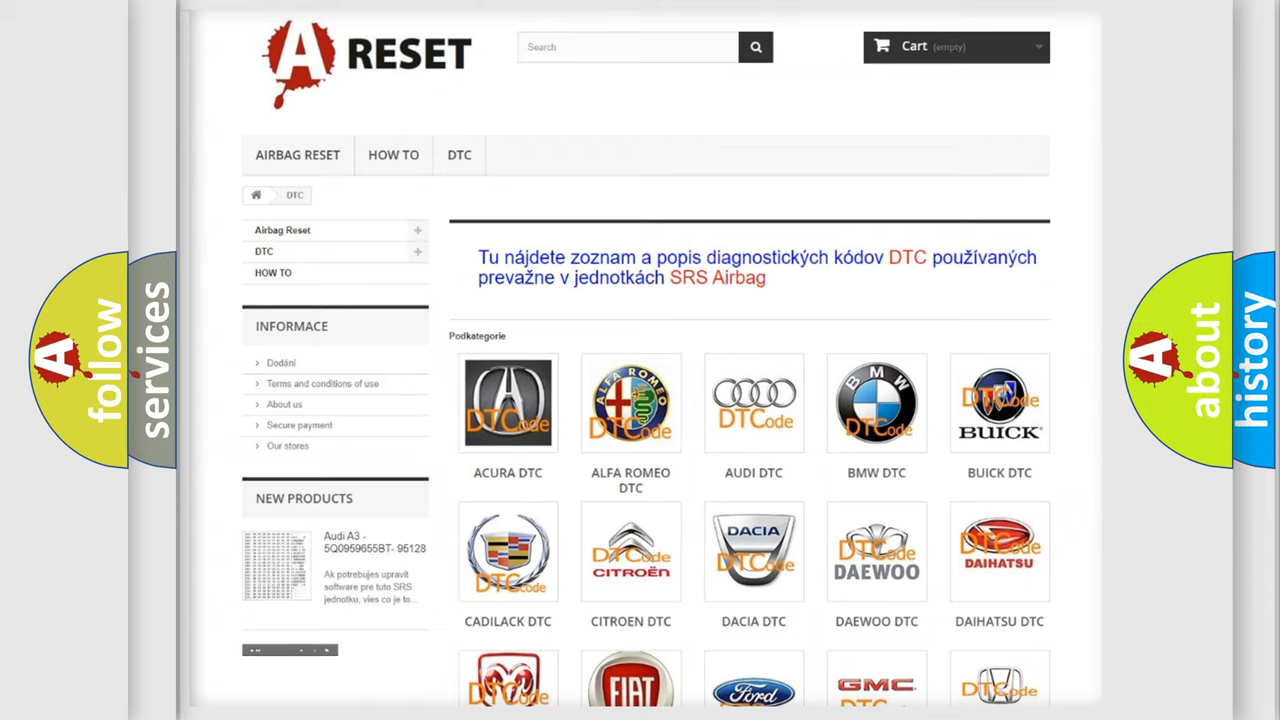 A RESET
Search
Cart (empty)
AIRBAG RESET
HOW TO
DTC
DTC
Airbag Reset
DTC
HOW TO
Tu nájdete zoznam a popis diagnostických kódov DTC používaných
prevažne v jednotkách SRS Airbag
INFORMACE
Dodání
Terms and conditions of use
About us
Secure payment
Our stores
Podkategorie
DTCode
ALFA ROMEO
DTCode
DTCode
BMW
DTCode
DTCode
BUICK
ACURA DTC
ALFA ROMEO
DTC
AUDI DTC
BMW DTC
BUICK DTC
NEW PRODUCTS
Audi A3 -
5Q0959655BT- 95128
Ak potrebujes upravit
software pre tuto SRS
jednotku, vies co je to...
DTCode
DTCode
CITROËN
DACIA
DTCode
DTCode
DAEWOO
DTCode
DAIHATSU
CADILACK DTC
CITROEN DTC
DACIA DTC
DAEWOO DTC
DAIHATSU DTC
DTCode
FIAT
Ford
GMC
DTCode
A follow
services
A about
history